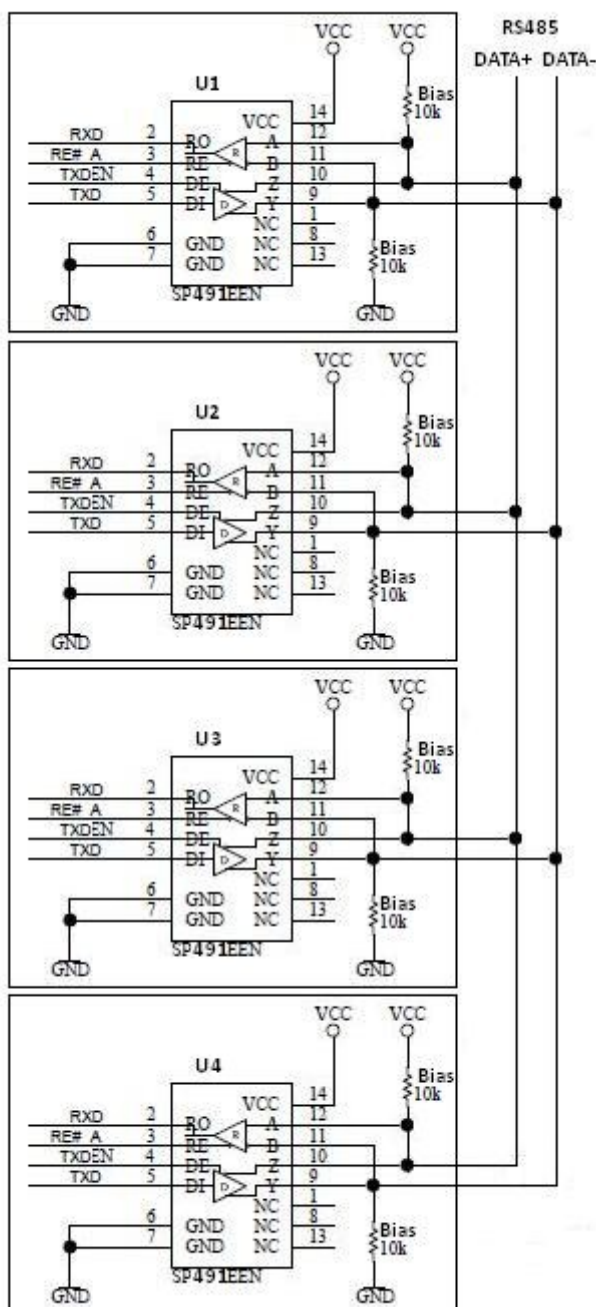 RS485
DATA+ DATA-
VCC VCC
U1
Bias
10k
14
VCC
RXD 2 RO A 12
RE# A 3 RE B 11
TXDEN 4 DE Z 10
TXD 5 DI Y 9
R
D
NC 1
6 GND NC 8
7 GND NC 13
Bias
10k
SP491EEN
GND GND
VCC VCC
U2
Bias
10k
14
VCC
RXD 2 RO A 12
RE# A 3 RE B 11
TXDEN 4 DE Z 10
TXD 5 DI Y 9
R
D
NC 1
6 GND NC 8
7 GND NC 13
Bias
10k
SP491EEN
GND GND
VCC VCC
U3
Bias
10k
14
VCC
RXD 2 RO A 12
RE# A 3 RE B 11
TXDEN 4 DE Z 10
TXD 5 DI Y 9
R
D
NC 1
6 GND NC 8
7 GND NC 13
Bias
10k
SP491EEN
GND GND
VCC VCC
U4
Bias
10k
14
VCC
RXD 2 RO A 12
RE# A 3 RE B 11
TXDEN 4 DE Z 10
TXD 5 DI Y 9
R
D
NC 1
6 GND NC 8
7 GND NC 13
Bias
10k
SP491EEN
GND GND